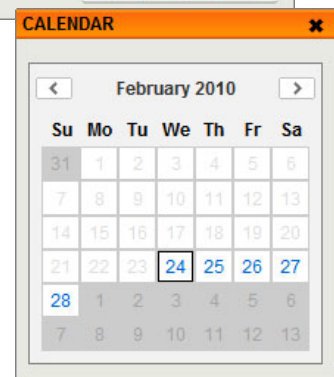 CALENDAR ✖
< February 2010 >
Su Mo Tu We Th Fr Sa
31 1 2 3 4 5 6
7 8 9 10 11 12 13
14 15 16 17 18 19 20
21 22 23 24 25 26 27
28 1 2 3 4 5 6
7 8 9 10 11 12 13